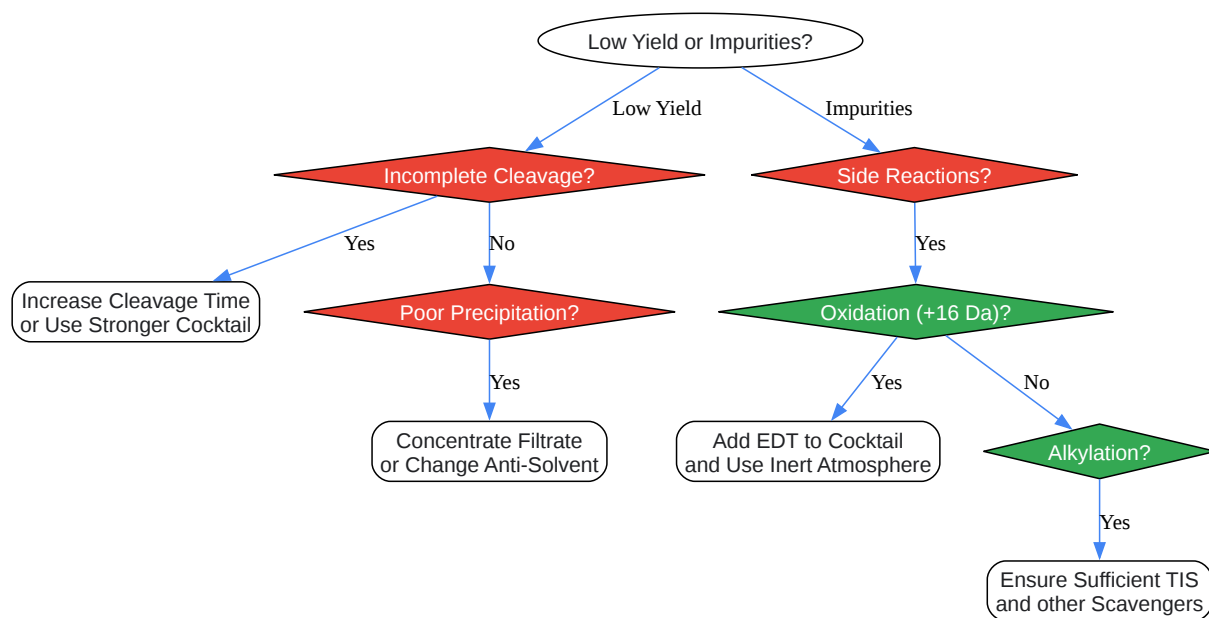 Low Yield or Impurities?
Low Yield
Impurities
Incomplete Cleavage?
Side Reactions?
Yes
No
Yes
Increase Cleavage Time
or Use Stronger Cocktail
Poor Precipitation?
Oxidation (+16 Da)?
Yes
Yes
No
Concentrate Filtrate
or Change Anti-Solvent
Add EDT to Cocktail
and Use Inert Atmosphere
Alkylation?
Yes
Ensure Sufficient TIS
and other Scavengers